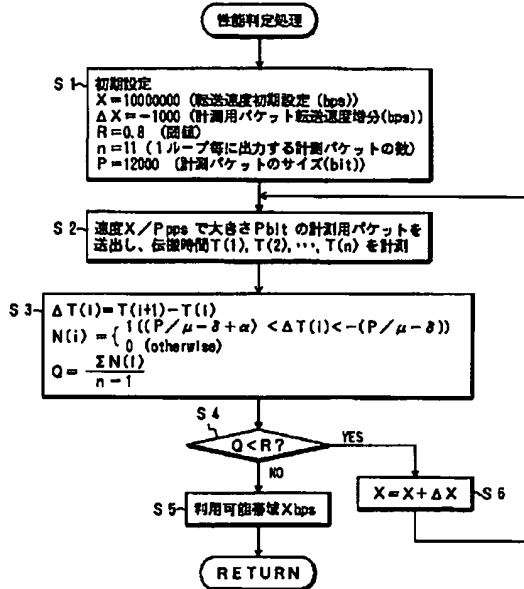 性能判定処理
S1
初期設定
X=10000000 (転送速度初期設定 (bps))
ΔX=-1000 (計測用パケット転送速度増分(bps))
R=0.8 (閾値)
n=11 (1ループ毎に出力する計測パケットの数)
P=12000 (計測パケットのサイズ(bit))
S2
速度X/Ppps で大きさPbit の計測用パケットを
送出し、伝搬時間T(1), T(2), ･･･, T(n) を計測
S3
ΔT(i)=T(i+1)-T(i)
N(i) = { 1((P/μ-δ+α) <ΔT(i)<-(P/μ-δ))
0 (otherwise)
Q= ΣN(i)
n-1
S4
Q<R?
YES
NO
S5
利用可能帯域Xbps
X=X+ΔX
S6
RETURN